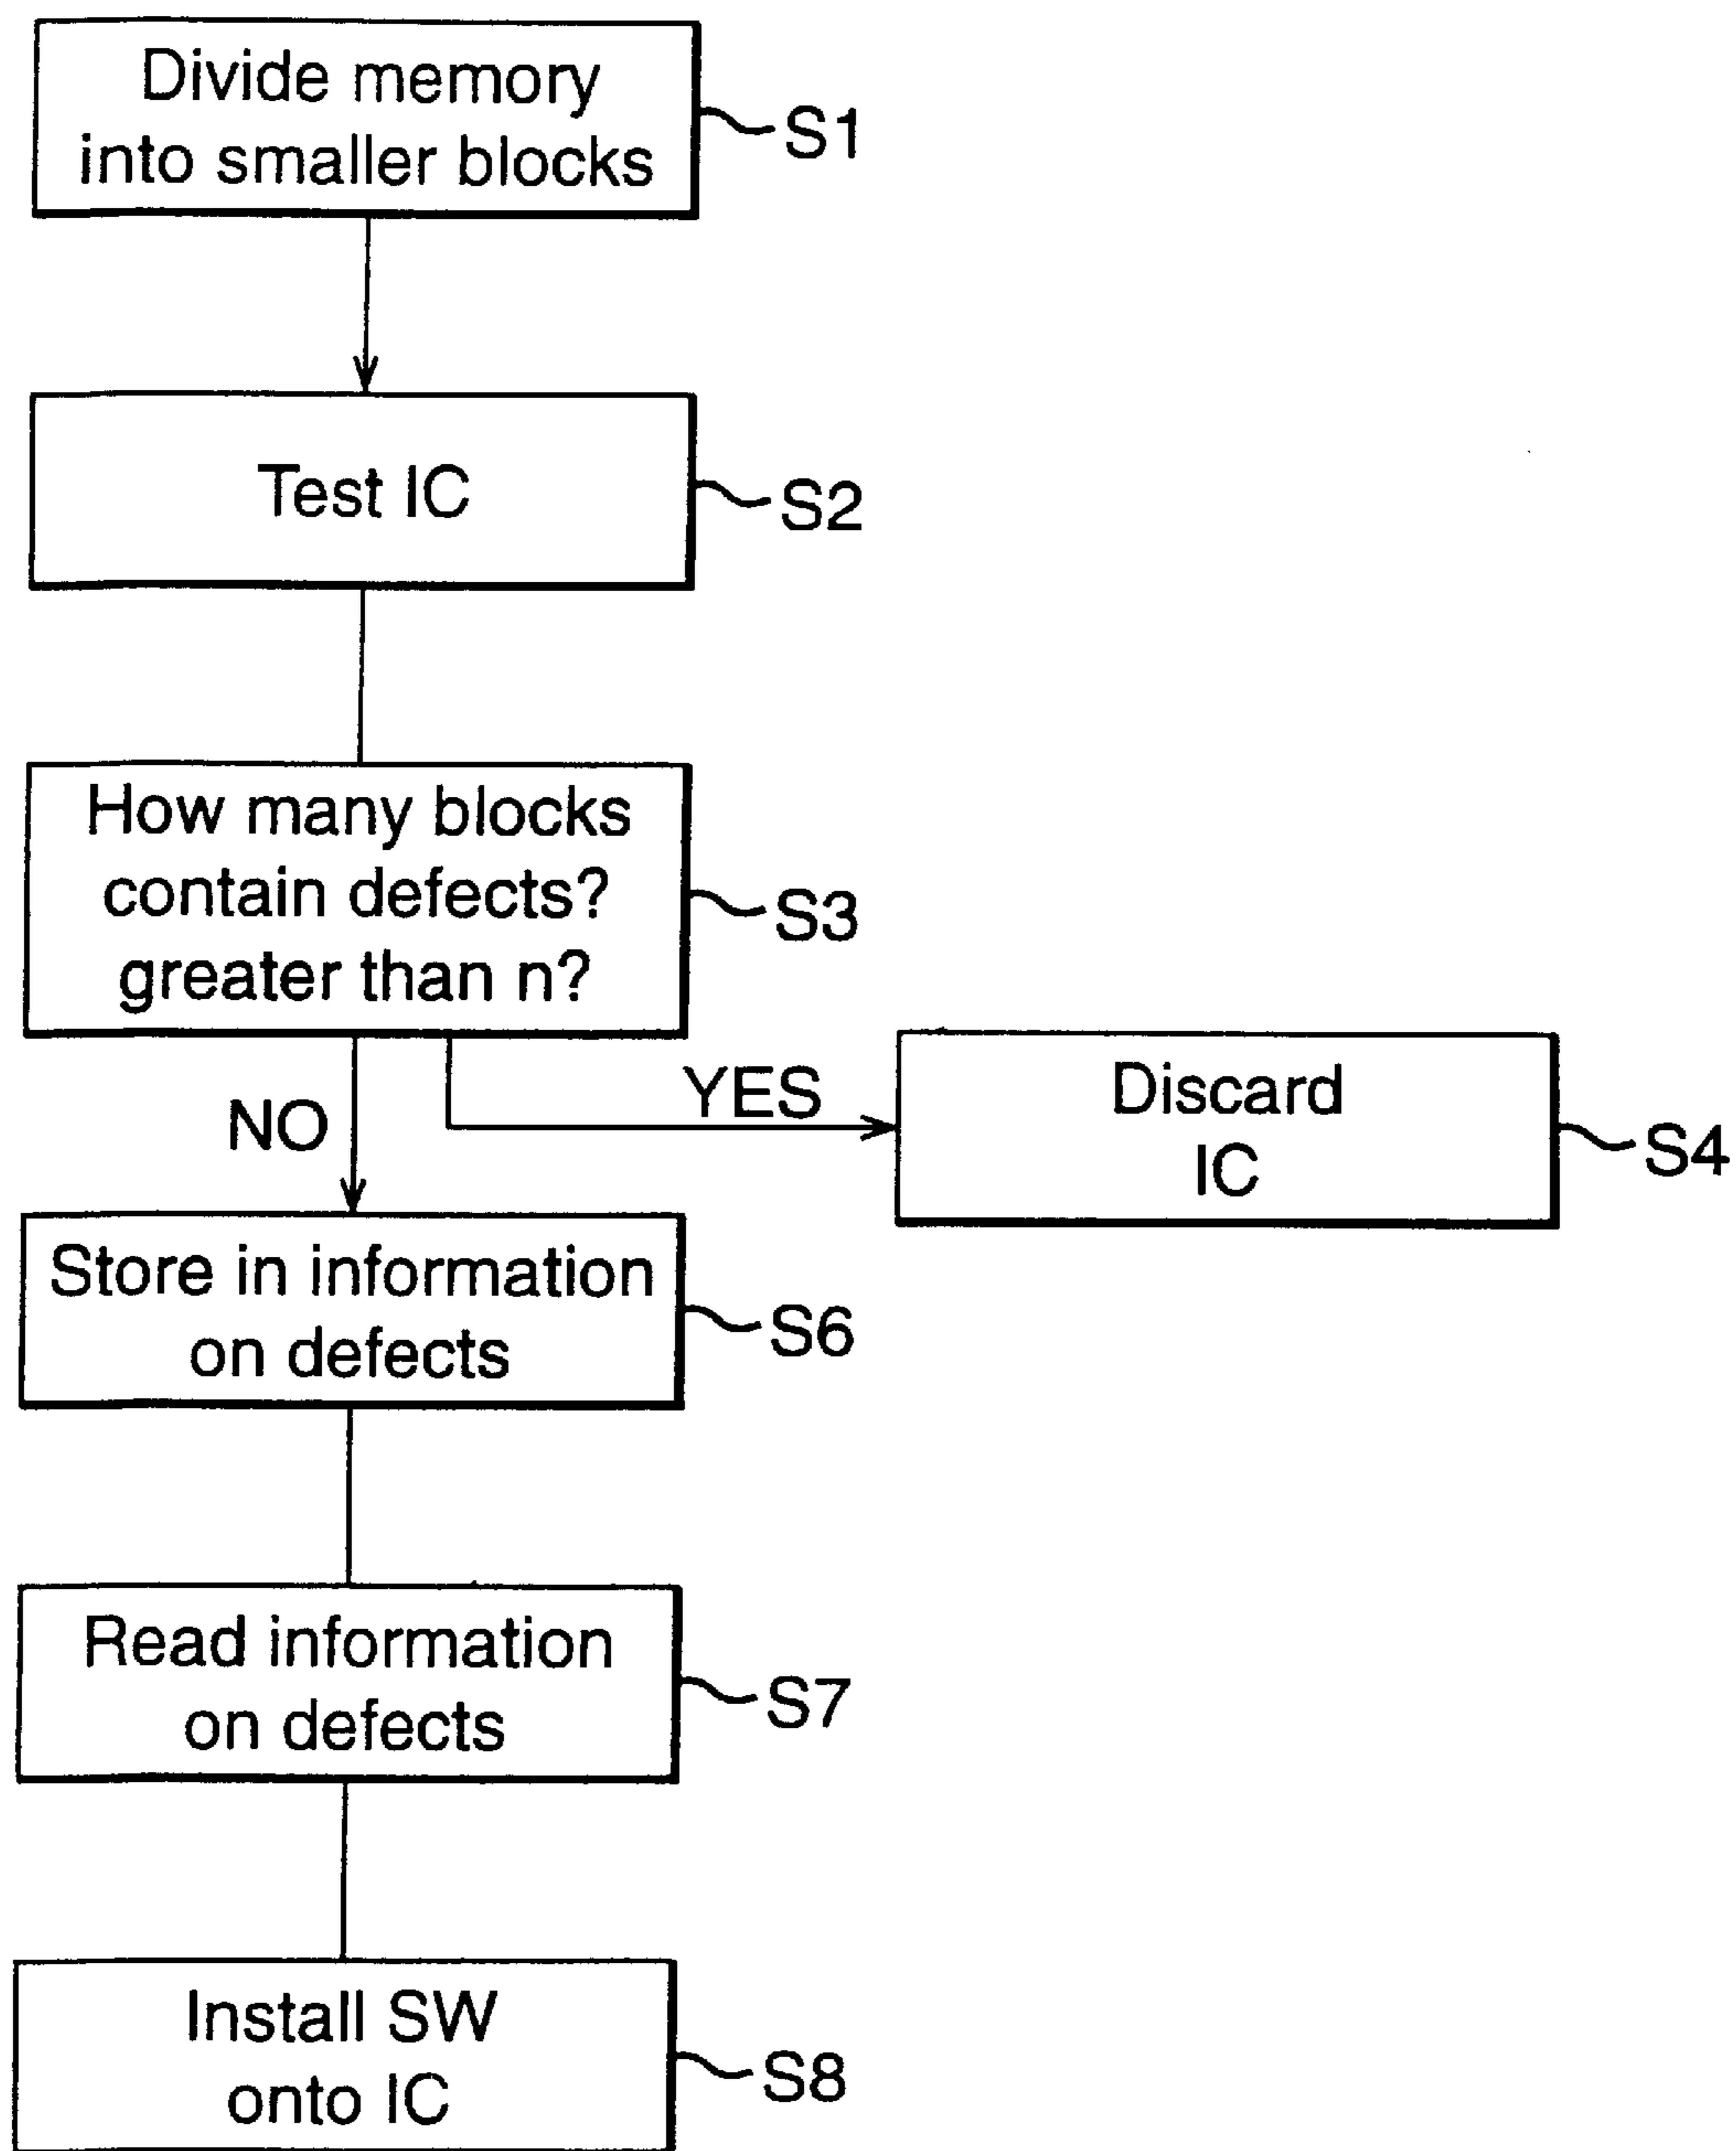 Divide memory
into smaller blocks
S1
Test IC
S2
How many blocks
contain defects?
greater than n?
S3
NO
YES
Discard
IC
S4
Store in information
on defects
S6
Read information
on defects
S7
Install SW
onto IC
S8